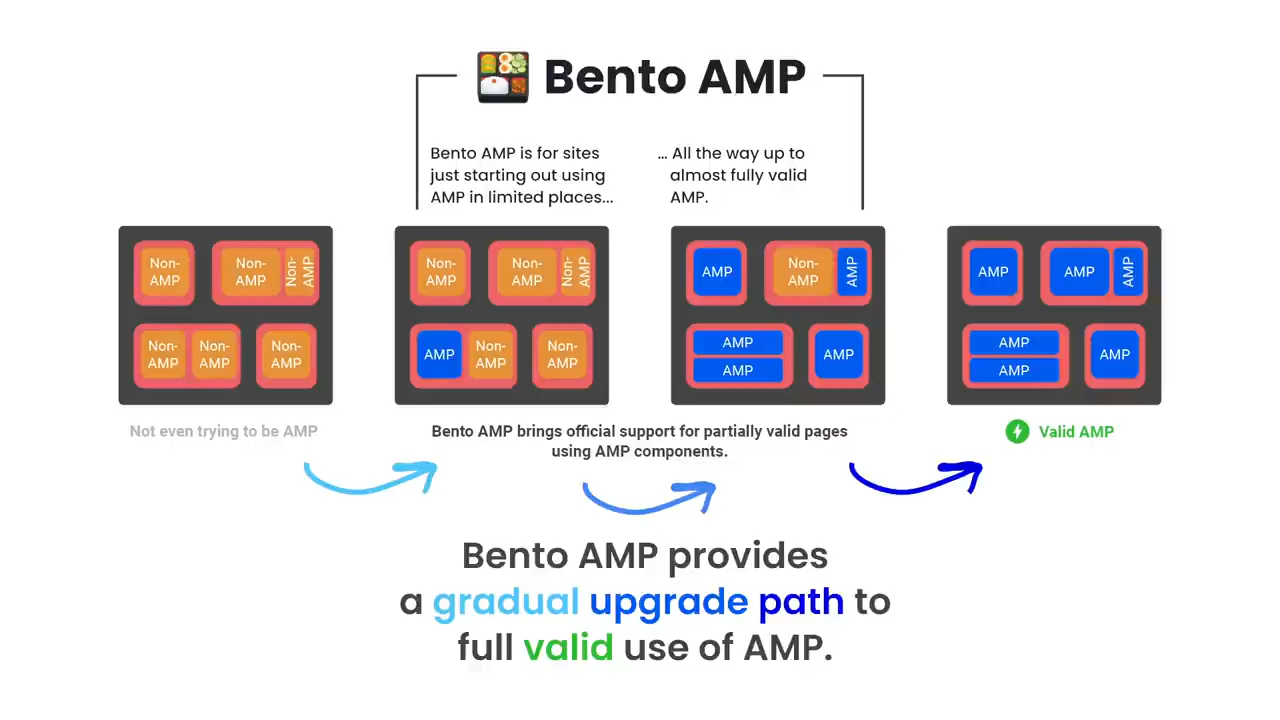 Bento AMP
Bento AMP is for sites
just starting out using
AMP in limited places...
... All the way up to
almost fully valid
AMP.
Non-
AMP
Non-
AMP
Non-
AMP
Non-
AMP
Non-
AMP
Non-
AMP
Not even trying to be AMP
Non-
AMP
Non-
AMP
Non-
AMP
AMP
Non-
AMP
Non-
AMP
AMP
Non-
AMP
AMP
AMP
AMP
AMP
Bento AMP brings official support for partially valid pages
using AMP components.
AMP
AMP
AMP
AMP
AMP
AMP
Valid AMP
Bento AMP provides
a gradual upgrade path to
full valid use of AMP.